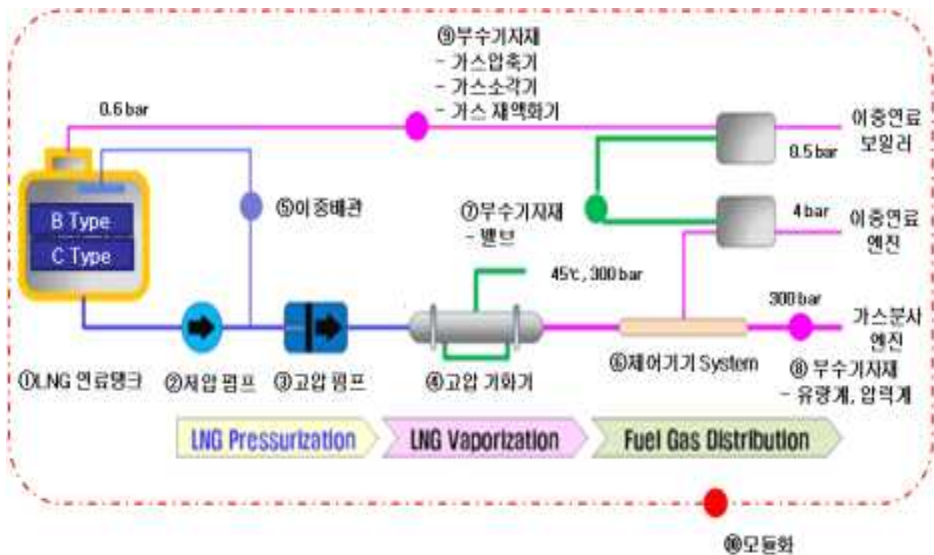 ⑨부수기자재
- 가스압축기
- 가스소각기
- 가스 재액화기
0.6 bar
이중연료
보일러
0.5 bar
B Type
C Type
⑤이중배관
⑦부수기자재
- 밸브
4 bar
이중연료
엔진
45℃, 300 bar
300 bar
가스분사
엔진
①LNG 연료탱크
②저압 펌프
③고압 펌프
④고압 기화기
⑥제어기기 System
⑧ 부수기자재
- 유량계, 압력계
LNG Pressurization
LNG Vaporization
Fuel Gas Distribution
⑩모듈화